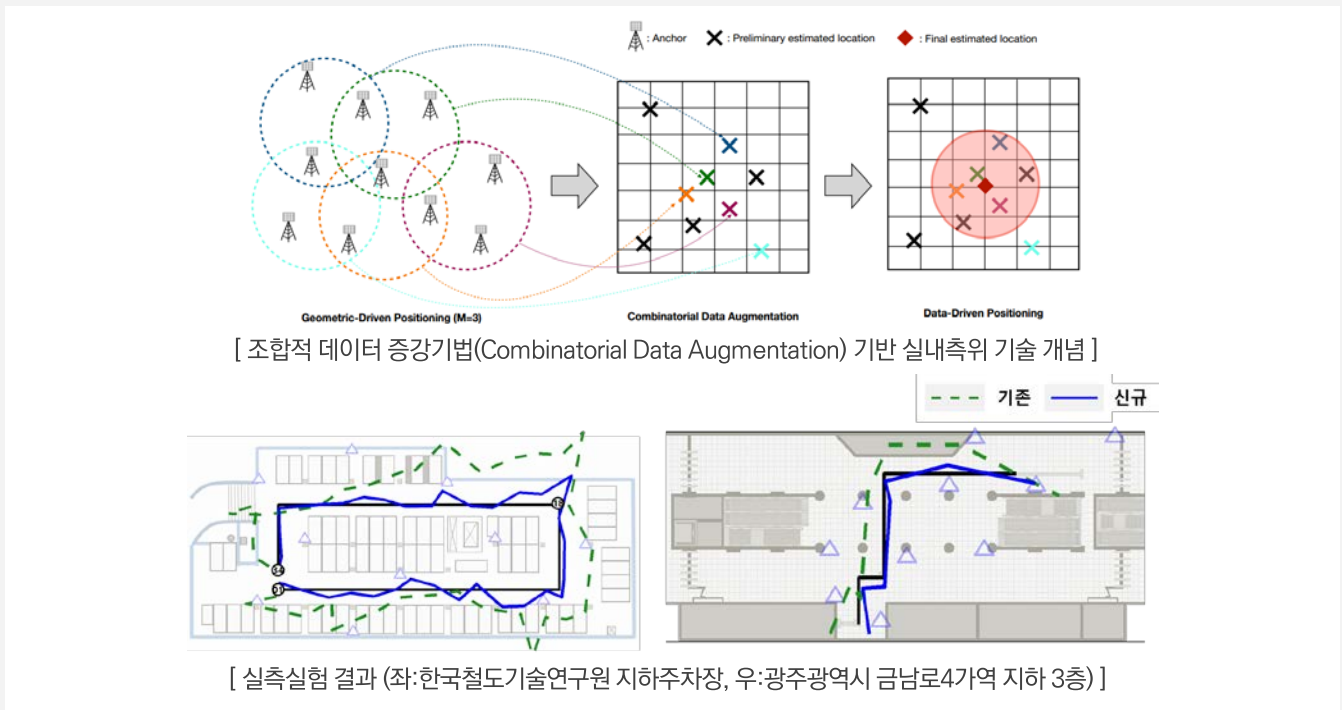 : Anchor : Preliminary estimated location : Final estimated location
Geometric-Driven Positioning (M=3) Combinatorial Data Augmentation Data-Driven Positioning
[ 조합적 데이터 증강기법(Combinatorial Data Augmentation) 기반 실내측위 기술 개념 ]
기존 신규
18
34
01
[ 실측실험 결과 (좌:한국철도기술연구원 지하주차장, 우:광주광역시 금남로4가역 지하 3층) ]